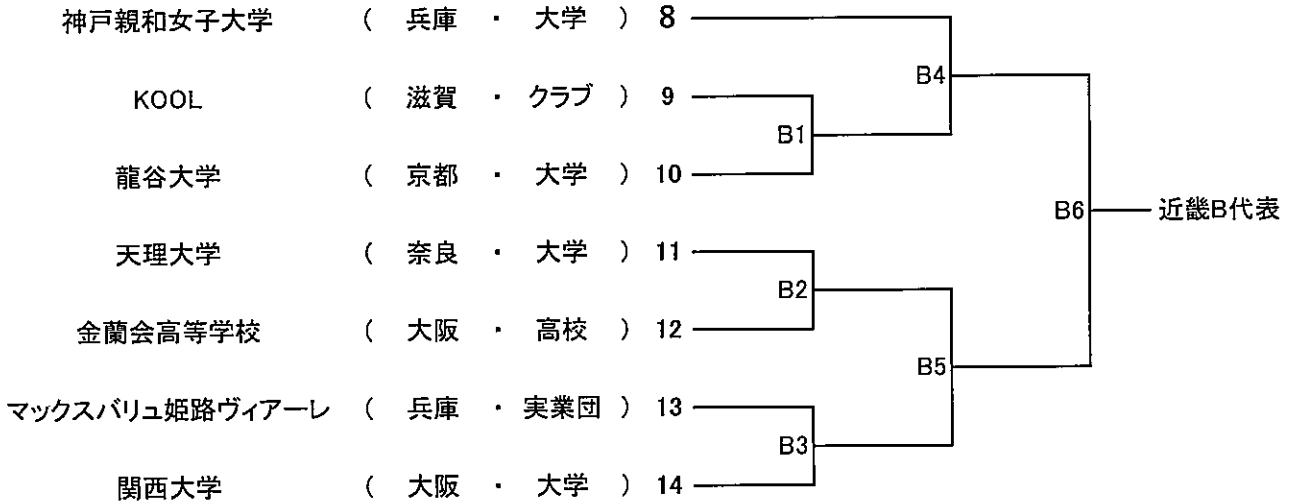 神戸親和女子大学 ( 兵庫 ・ 大学 ) 8
B4
KOOL ( 滋賀 ・ クラブ ) 9
B1
龍谷大学 ( 京都 ・ 大学 ) 10
B6 近畿B代表
天理大学 ( 奈良 ・ 大学 ) 11
B2
金蘭会高等学校 ( 大阪 ・ 高校 ) 12
B5
マックスバリュ姫路ヴィアーレ ( 兵庫 ・ 実業団 ) 13
B3
関西大学 ( 大阪 ・ 大学 ) 14